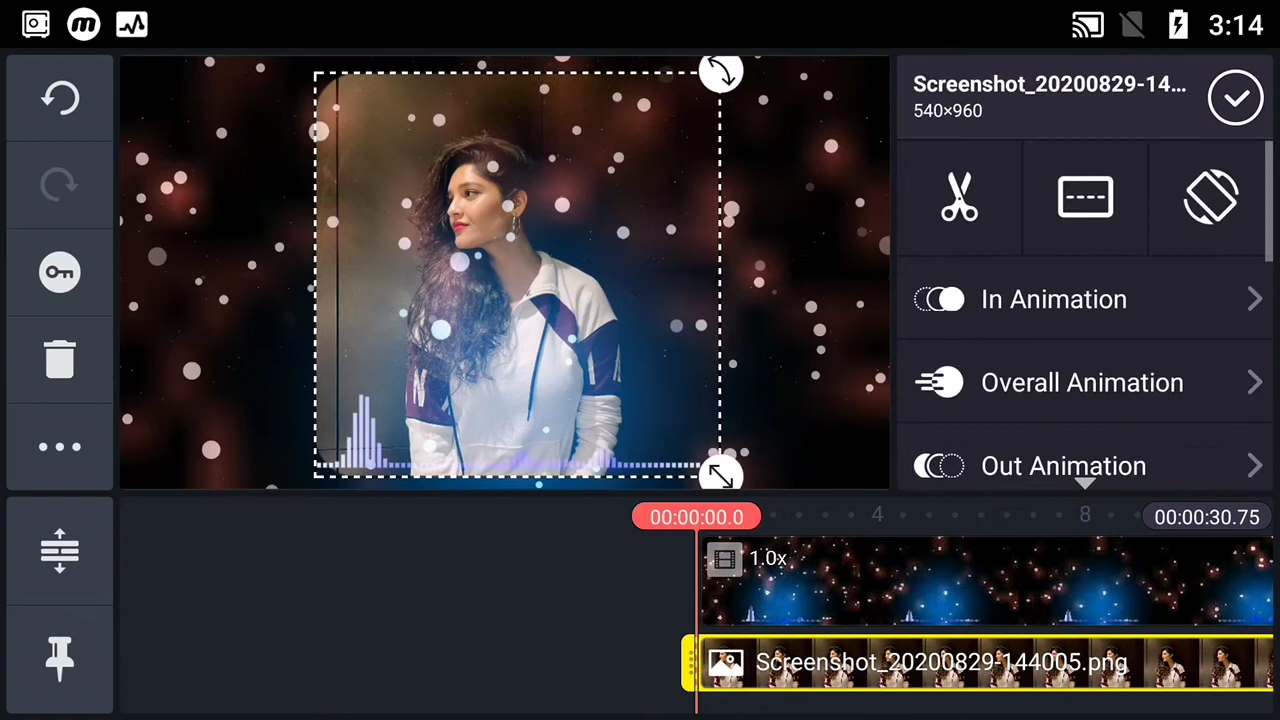 3:14
Screenshot_20200829-14...
540×960
In Animation
Overall Animation
Out Animation
00:00:00.0
4
8
00:00:30.75
1.0x
Screenshot_20200829-144005.png